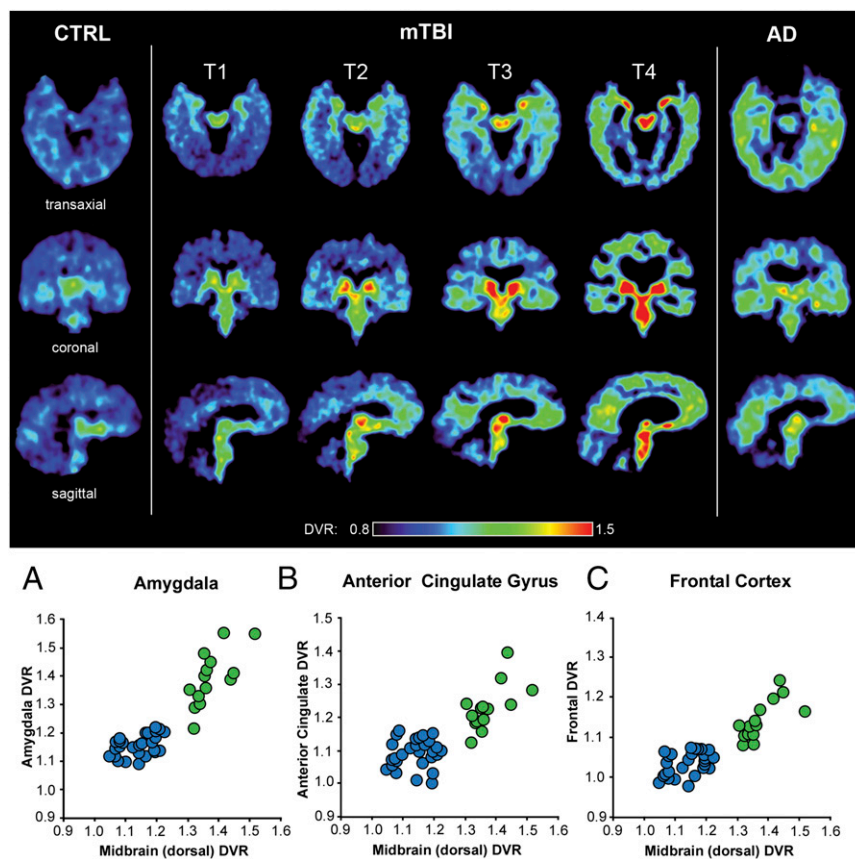 CTRL mTBI AD
T1 T2 T3 T4
transaxial
coronal
sagittal
DVR: 0.8 1.5
A Amygdala
1.6
1.5
1.4
1.3
1.2
1.1
1.0
0.9
Amygdala DVR
0.9 1.0 1.1 1.2 1.3 1.4 1.5 1.6
Midbrain (dorsal) DVR
B Anterior Cingulate Gyrus
1.5
1.4
1.3
1.2
1.1
1.0
0.9
Anterior Cingulate DVR
0.9 1.0 1.1 1.2 1.3 1.4 1.5 1.6
Midbrain (dorsal) DVR
C Frontal Cortex
1.4
1.3
1.2
1.1
1.0
0.9
Frontal DVR
0.9 1.0 1.1 1.2 1.3 1.4 1.5 1.6
Midbrain (dorsal) DVR